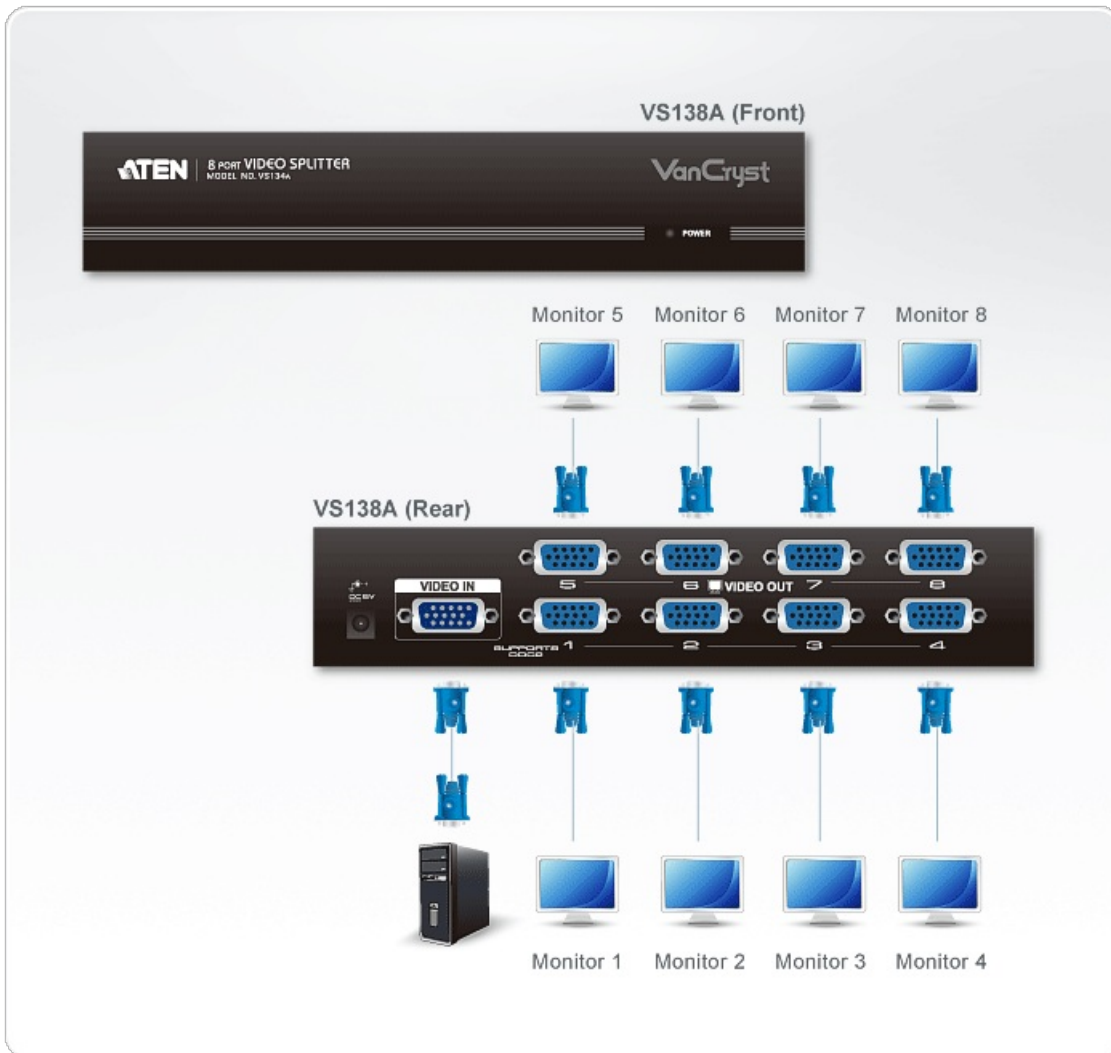 VS138A (Front)
ATEN 8 PORT VIDEO SPLITTER
MODEL NO. VS134A
VanCryst
POWER
Monitor 5 Monitor 6 Monitor 7 Monitor 8
VS138A (Rear)
VIDEO IN
5 6 VIDEO OUT 7 8
SUPPORTS 1 2 3 4
Monitor 1 Monitor 2 Monitor 3 Monitor 4